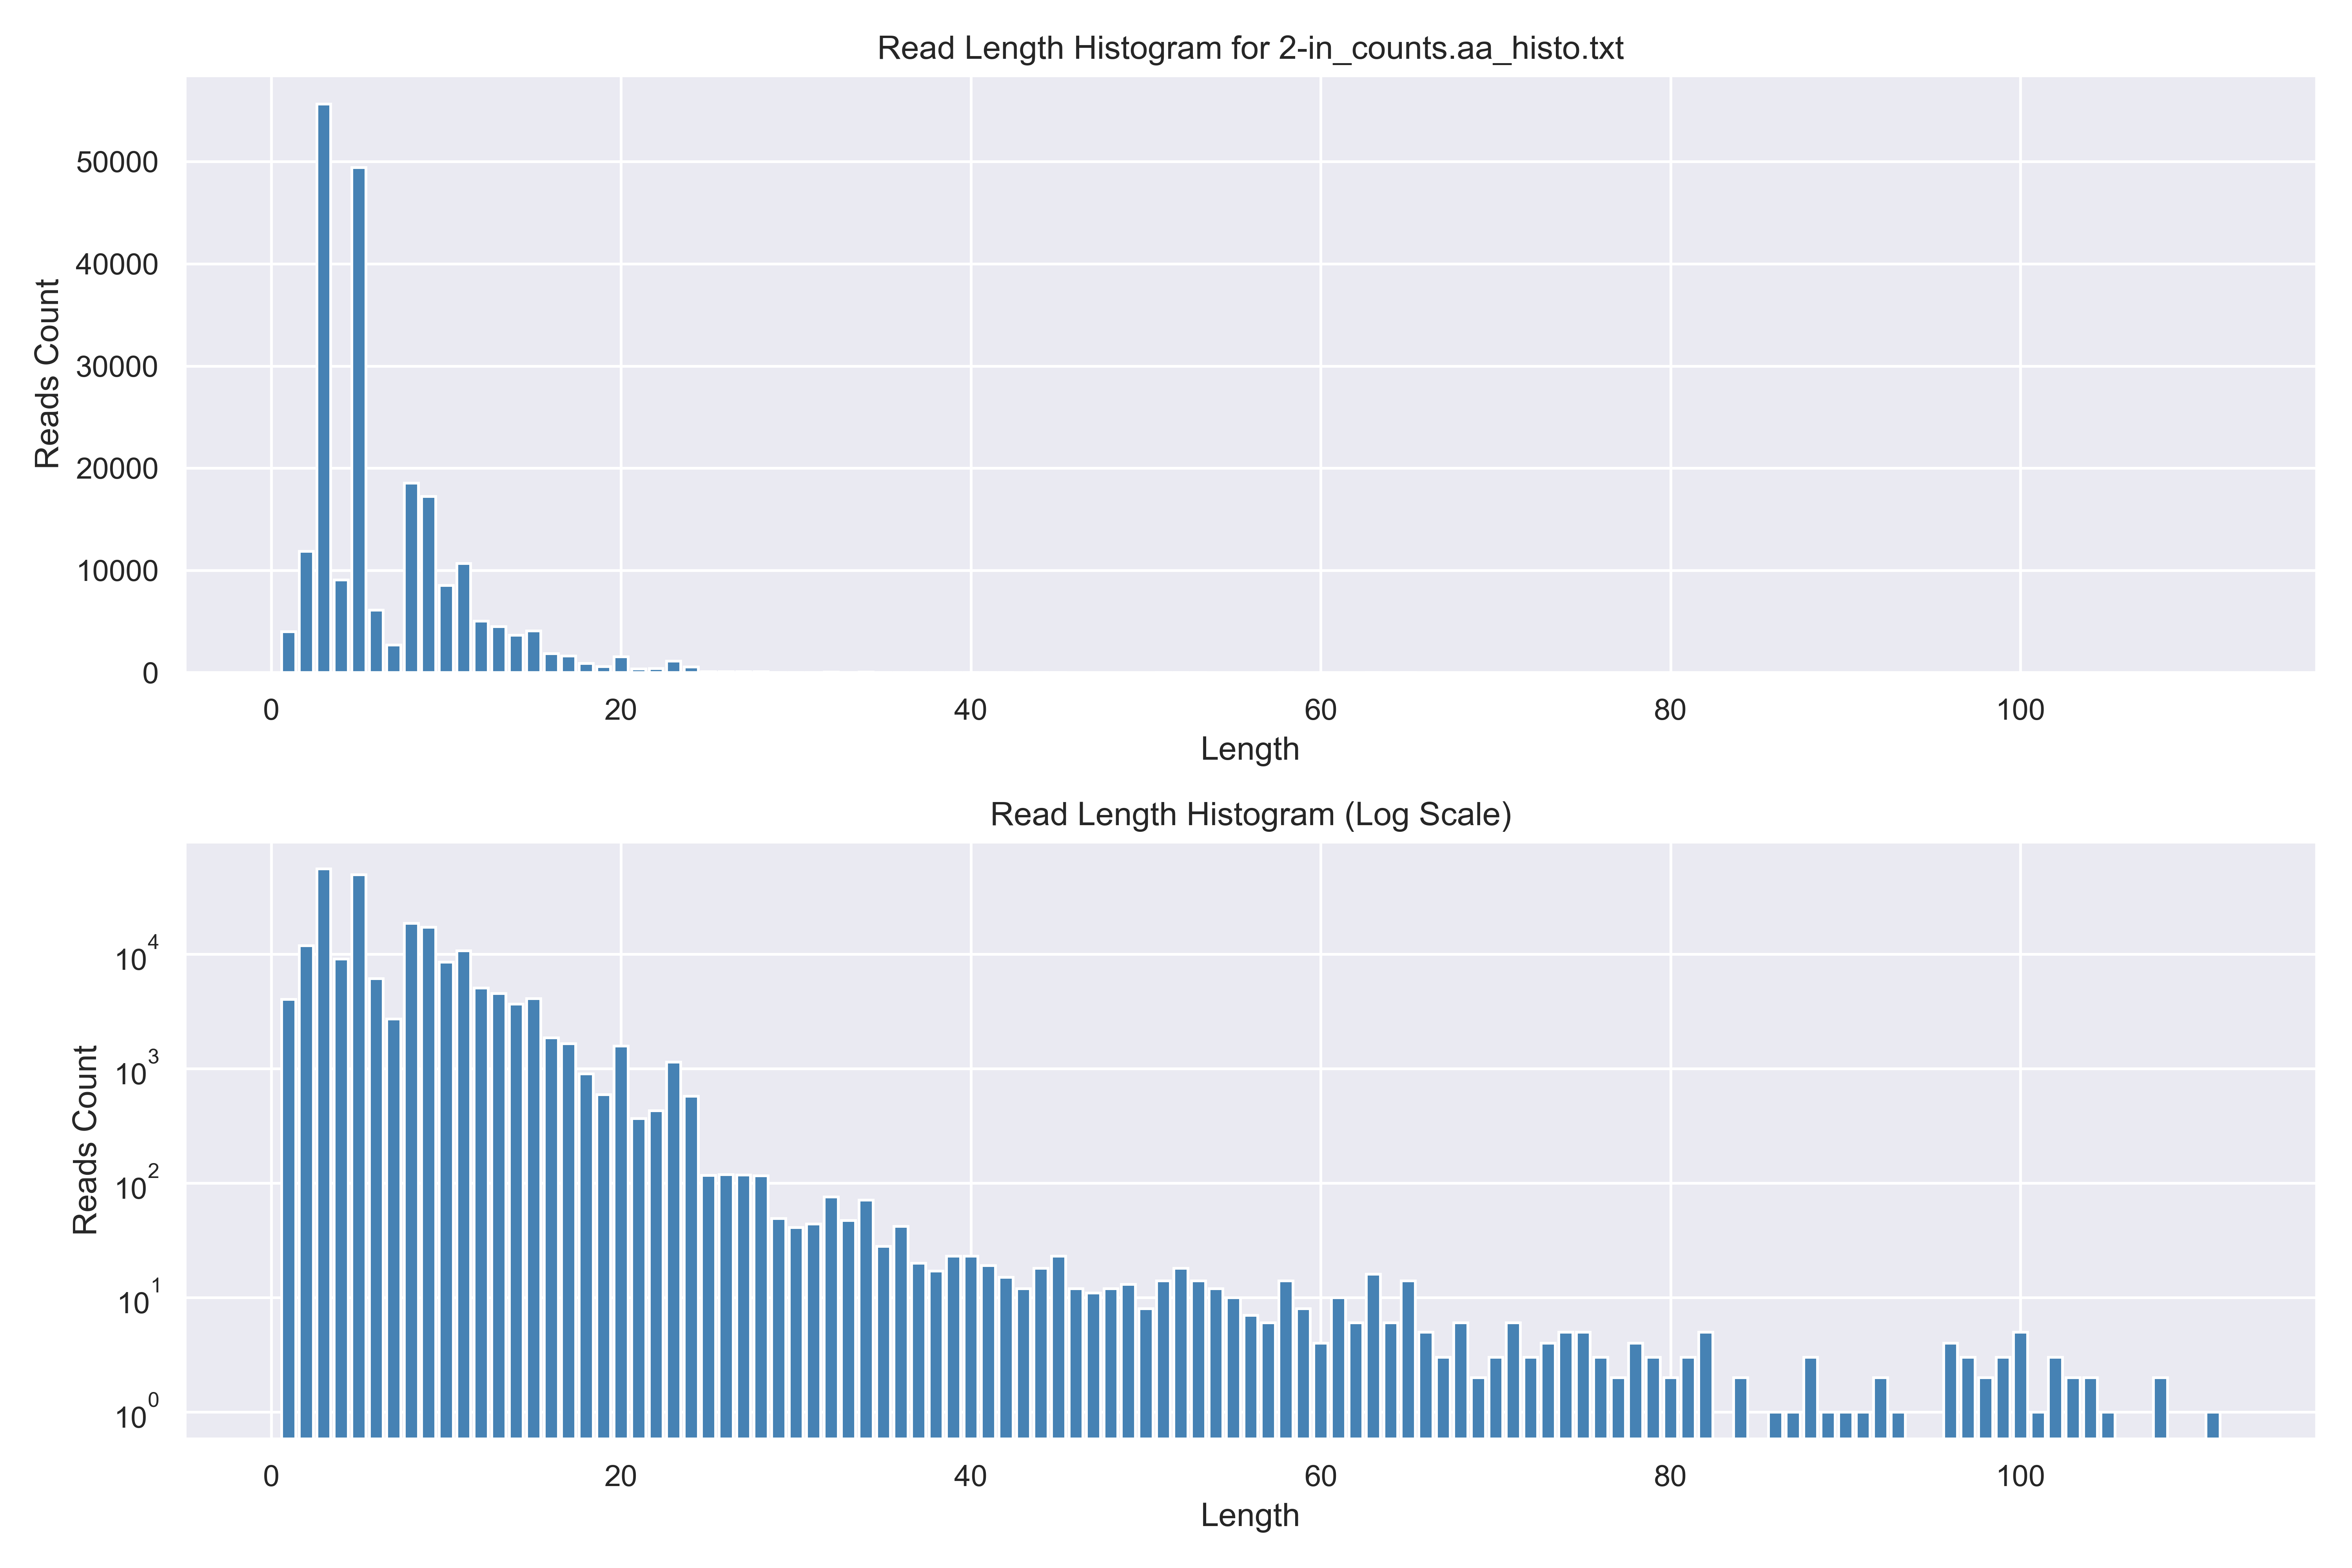 Read Length Histogram for 2-in_counts.aa_histo.txt
Reads Count
50000
40000
30000
20000
10000
0
0 20 40 60 80 100
Length
Read Length Histogram (Log Scale)
Reads Count
10^4
10^3
10^2
10^1
10^0
0 20 40 60 80 100
Length